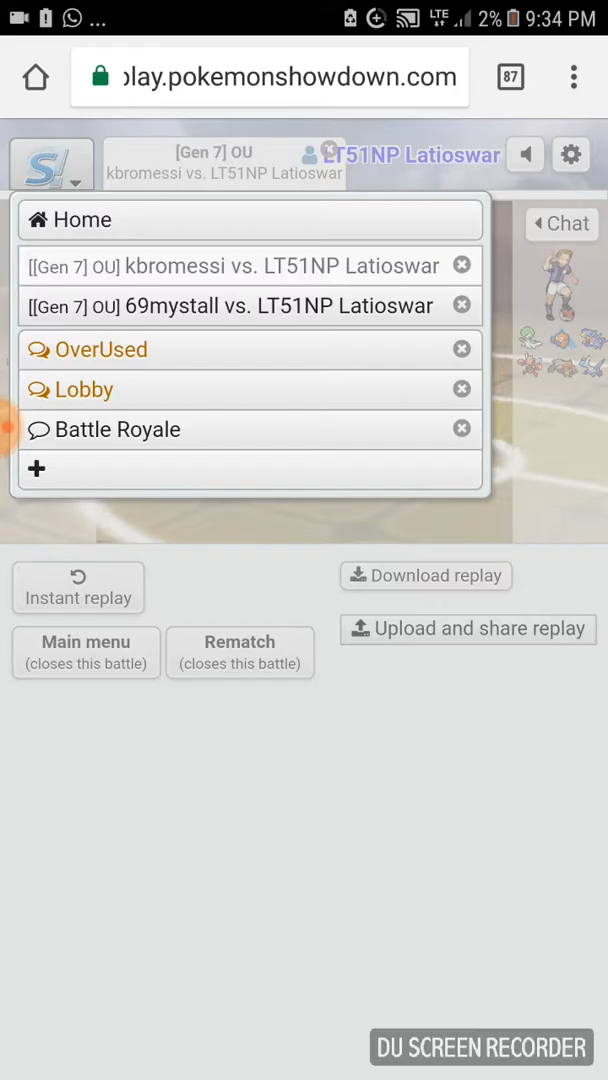 ... LTE 2% 9:34 PM
play.pokemonshowdown.com 87
S! [Gen 7] OU
kbromessi vs. LT51NP Latioswar
LT51NP Latioswar
Home
Chat
[[Gen 7] OU] kbromessi vs. LT51NP Latioswar
[[Gen 7] OU] 69mystall vs. LT51NP Latioswar
OverUsed
Lobby
Battle Royale
+
Instant replay
Download replay
Upload and share replay
Main menu
(closes this battle)
Rematch
(closes this battle)
DU SCREEN RECORDER